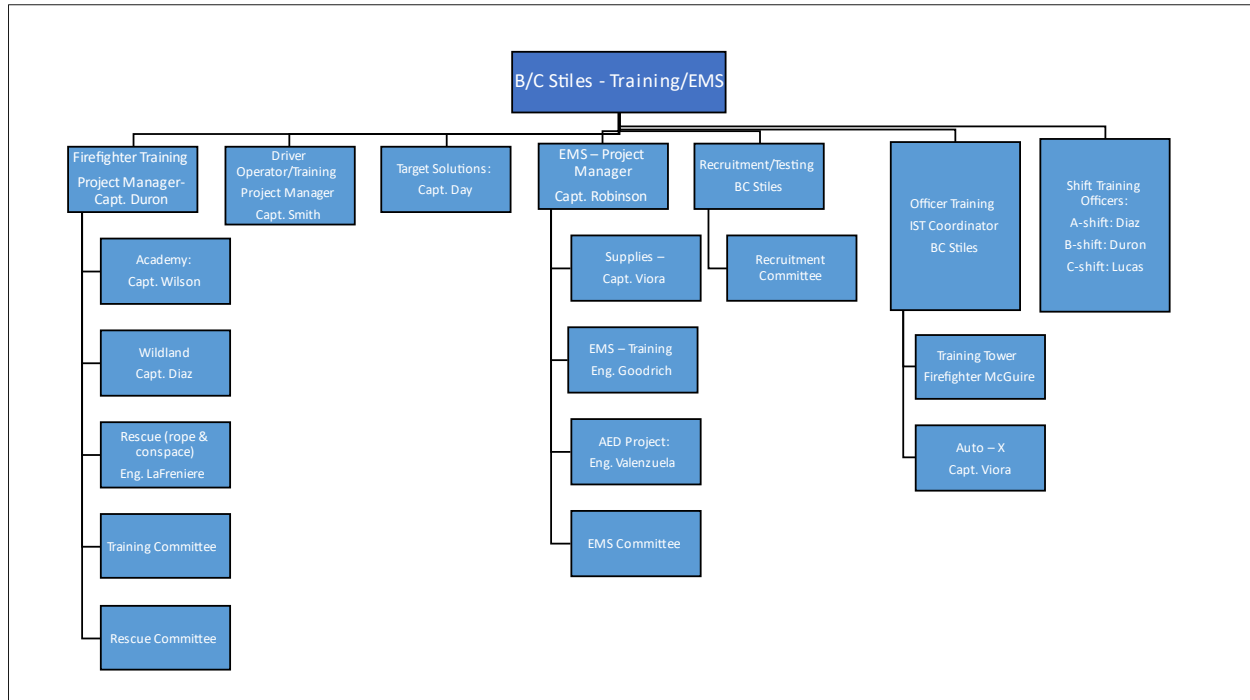 B/C Stiles - Training/EMS
Firefighter Training
Project Manager-
Capt. Duron
Academy:
Capt. Wilson
Wildland
Capt. Diaz
Rescue (rope &
conspace)
Eng. LaFreniere
Training Committee
Rescue Committee
Driver
Operator/Training
Project Manager
Capt. Smith
Target Solutions:
Capt. Day
EMS – Project
Manager
Capt. Robinson
Supplies –
Capt. Viora
EMS – Training
Eng. Goodrich
AED Project:
Eng. Valenzuela
EMS Committee
Recruitment/Testing
BC Stiles
Recruitment
Committee
Officer Training
IST Coordinator
BC Stiles
Training Tower
Firefighter McGuire
Auto – X
Capt. Viora
Shift Training
Officers:
A-shift: Diaz
B-shift: Duron
C-shift: Lucas